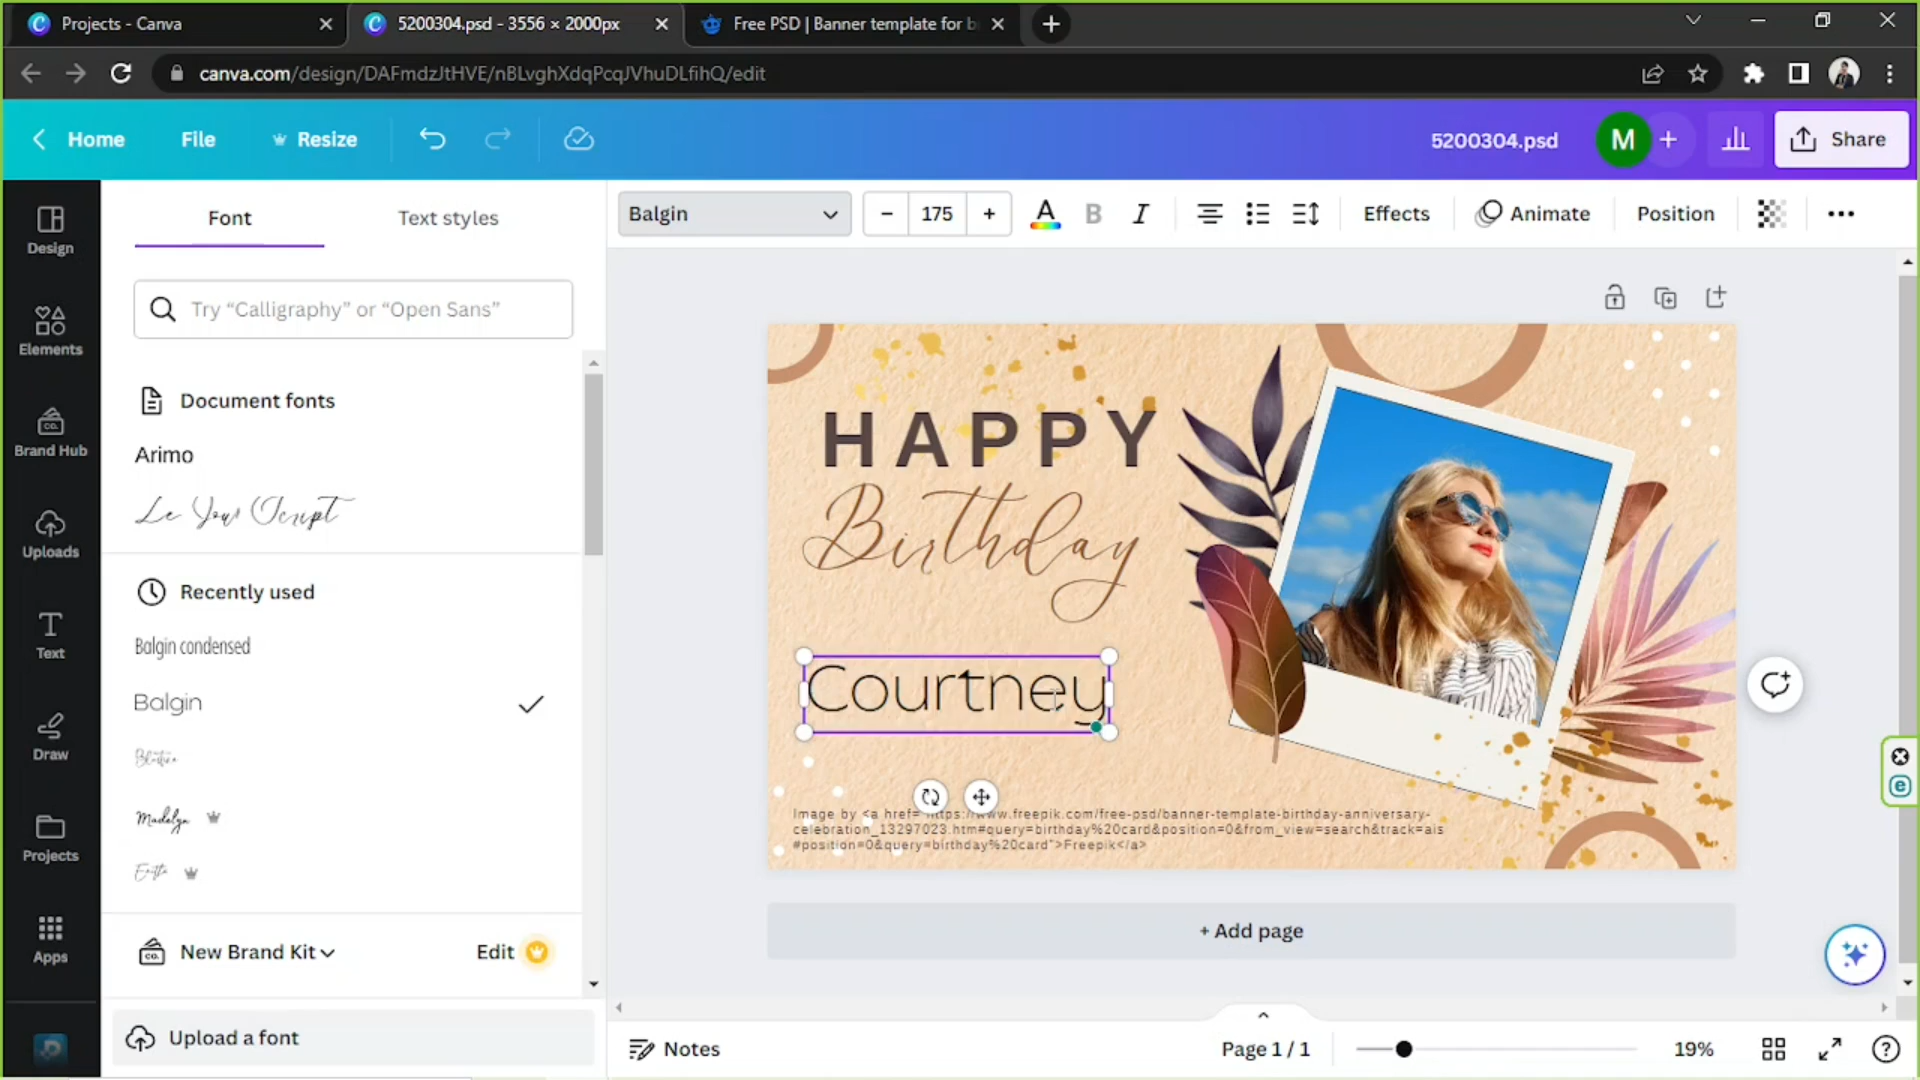 Projects - Canva
5200304.psd - 3556 × 2000px
Free PSD | Banner template for b
canva.com/design/DAFmdzJtHVE/nBLvghXdqPcqJVhuDLfihQ/edit
Home
File
Resize
5200304.psd
M
Share
Font
Text styles
Balgin
175
A
B
I
Effects
Animate
Position
Design
Elements
Brand Hub
Uploads
Text
Draw
Projects
Apps
Try “Calligraphy” or “Open Sans”
Document fonts
Arimo
Le Jour Script
Recently used
Balgin condensed
Balgin
Madelyn
New Brand Kit
Edit
Upload a font
HAPPY
Birthday
Courtney
Image by <a href="https://www.freepik.com/free-psd/banner-template-birthday-anniversary-
celebration_13297023.htm#query=birthday%20card&position=0&from_view=search&track=ais
#position=0&query=birthday%20card">Freepik</a>
+ Add page
Notes
Page 1 / 1
19%